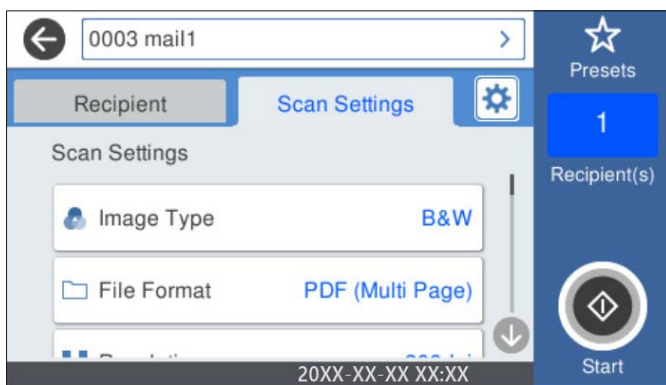 0003 mail1
Presets
Recipient
Scan Settings
1
Recipient(s)
Scan Settings
Image Type B&W
File Format PDF (Multi Page)
20XX-XX-XX XX:XX
Start